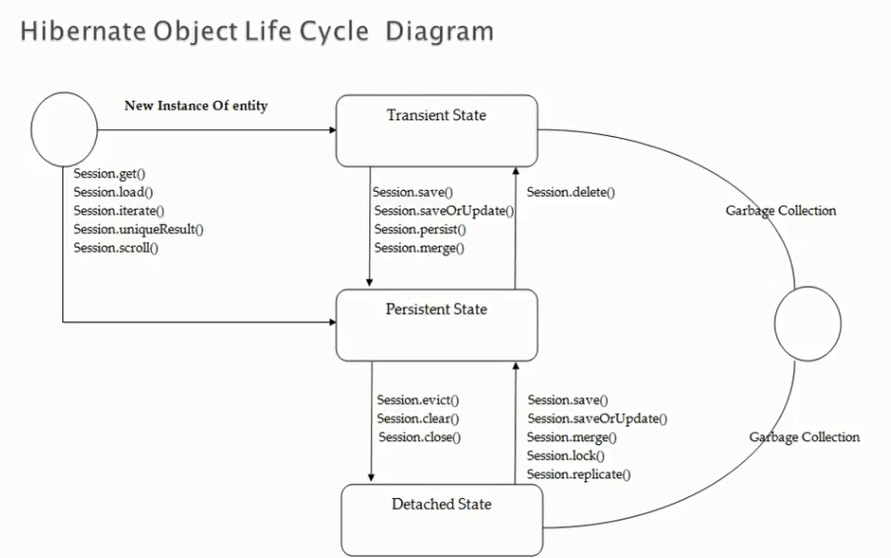 Hibernate Object Life Cycle Diagram
New Instance Of entity
Transient State
Session.get()
Session.load()
Session.iterate()
Session.uniqueResult()
Session.scroll()
Session.save()
Session.saveOrUpdate()
Session.persist()
Session.merge()
Session.delete()
Garbage Collection
Persistent State
Session.evict()
Session.clear()
Session.close()
Session.save()
Session.saveOrUpdate()
Session.merge()
Session.lock()
Session.replicate()
Garbage Collection
Detached State